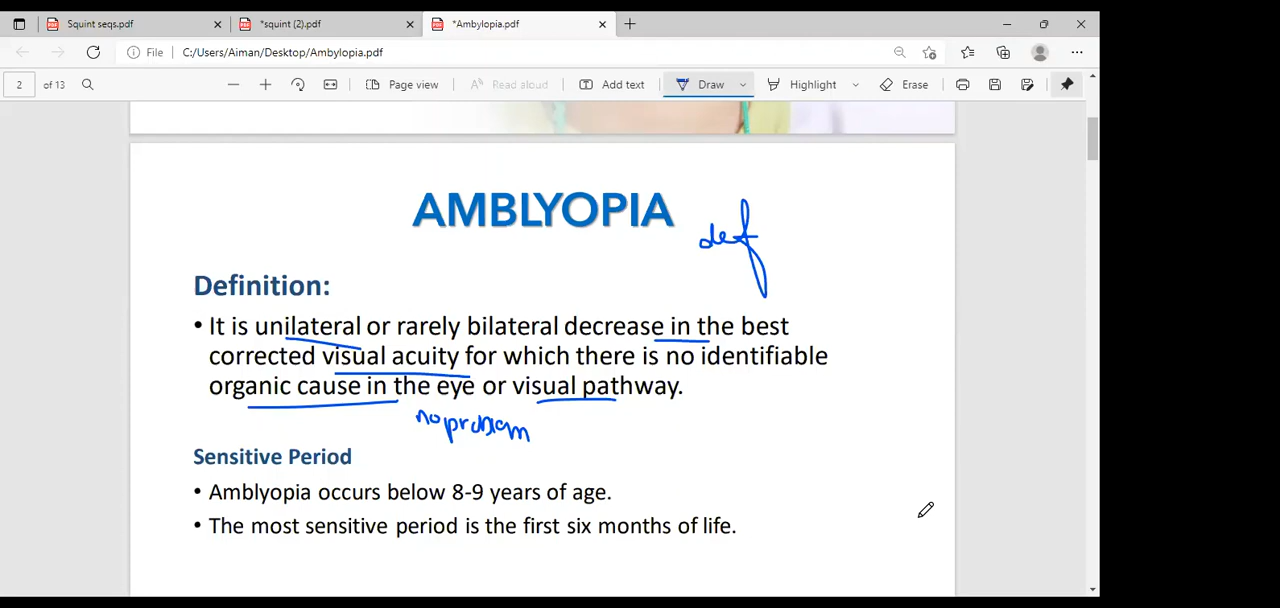 Squint seqs.pdf
*squint (2).pdf
*Ambylopia.pdf
File
C:/Users/Aiman/Desktop/Ambylopia.pdf
2 of 13
Page view
Read aloud
Add text
Draw
Highlight
Erase
AMBLYOPIA
def
Definition:
• It is unilateral or rarely bilateral decrease in the best
corrected visual acuity for which there is no identifiable
organic cause in the eye or visual pathway.
no problem
Sensitive Period
• Amblyopia occurs below 8-9 years of age.
• The most sensitive period is the first six months of life.